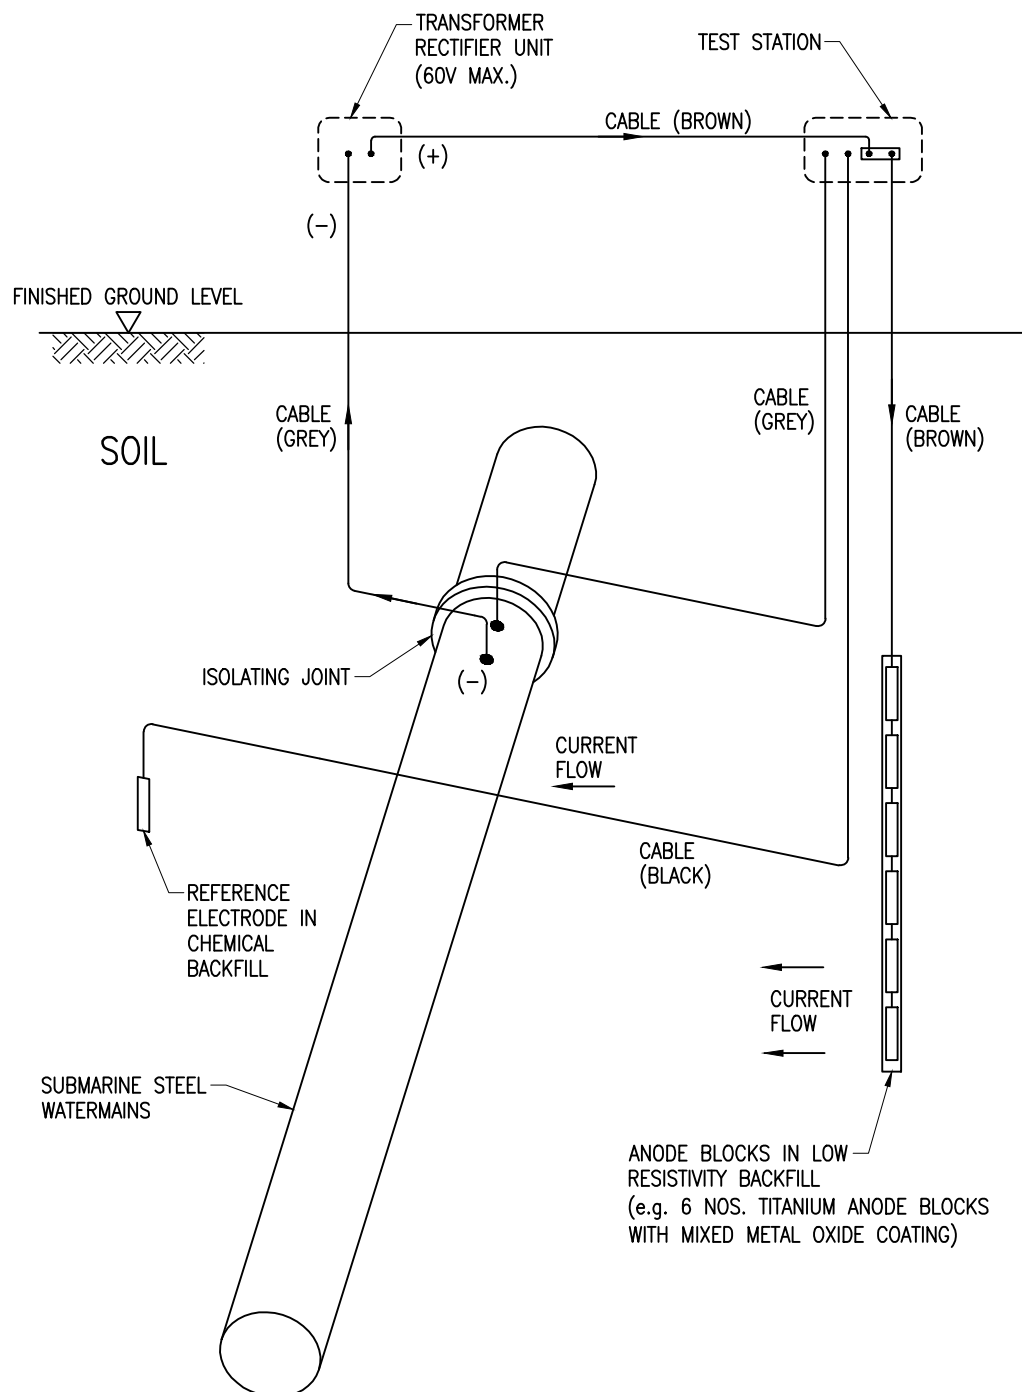 TRANSFORMER
RECTIFIER UNIT
(60V MAX.)
TEST STATION
CABLE (BROWN)
(+)
(-)
FINISHED GROUND LEVEL
CABLE
(GREY)
CABLE
(GREY)
CABLE
(BROWN)
SOIL
ISOLATING JOINT
(-)
CURRENT
FLOW
CABLE
(BLACK)
REFERENCE
ELECTRODE IN
CHEMICAL
BACKFILL
CURRENT
FLOW
SUBMARINE STEEL
WATERMAINS
ANODE BLOCKS IN LOW
RESISTIVITY BACKFILL
(e.g. 6 NOS. TITANIUM ANODE BLOCKS
WITH MIXED METAL OXIDE COATING)